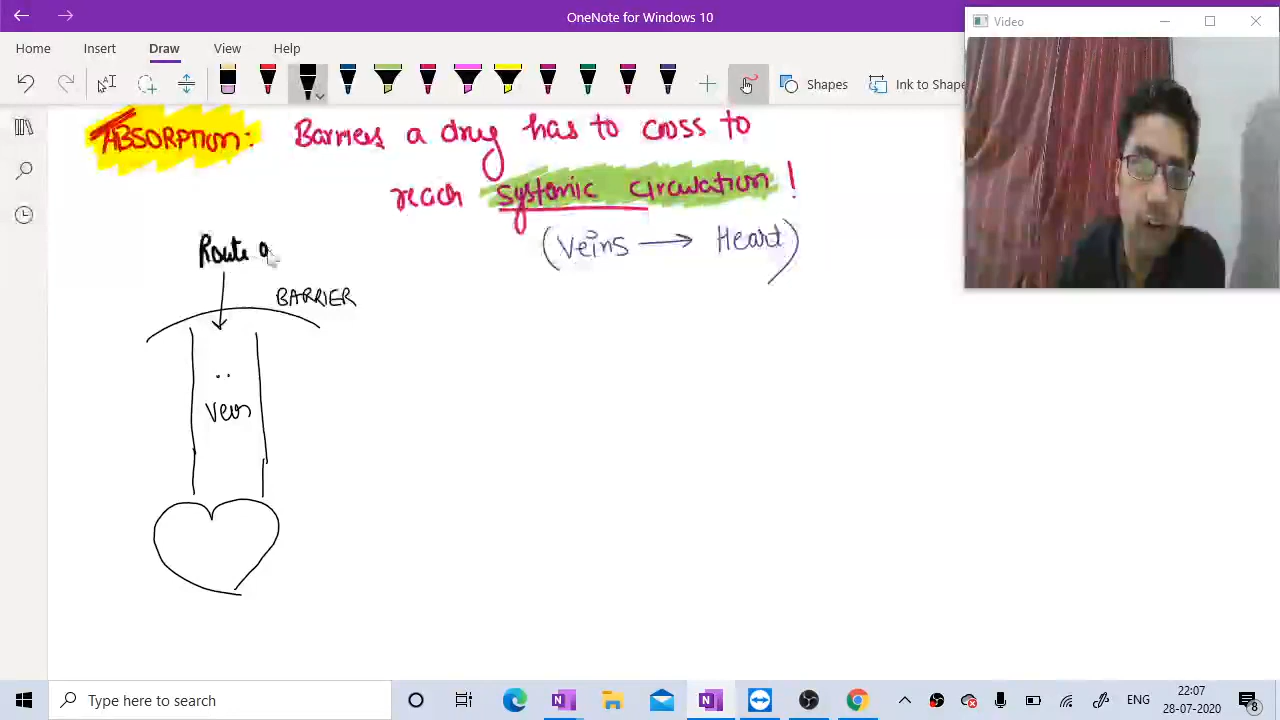 OneNote for Windows 10
Video
Home Insert Draw View Help
Shapes Ink to Shape
ABSORPTION: Barriers a drug has to cross to
reach systemic circulation !
(Veins → Heart)
Route o
BARRIER
Vein
Type here to search
ENG
22:07
28-07-2020
8